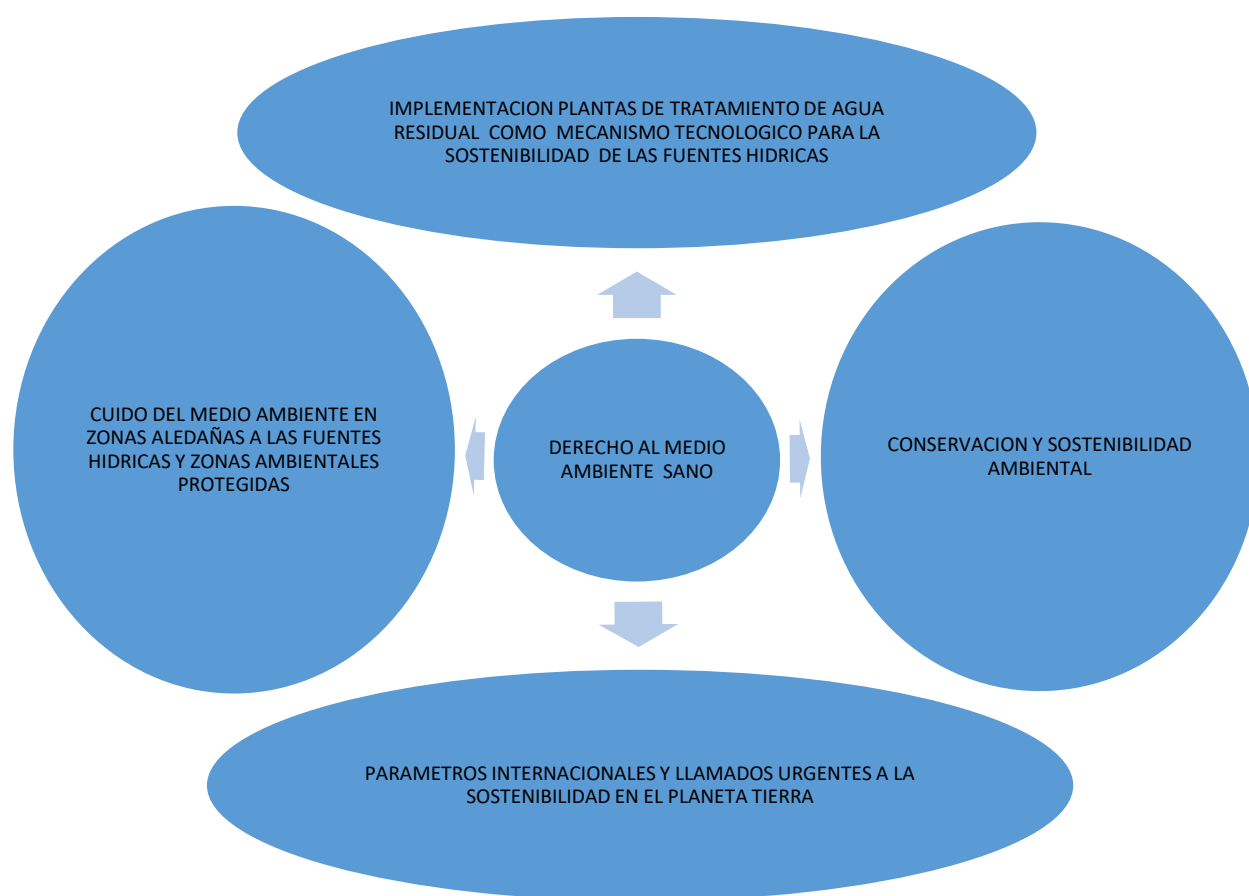 IMPLEMENTACION PLANTAS DE TRATAMIENTO DE AGUA
RESIDUAL COMO MECANISMO TECNOLOGICO PARA LA
SOSTENIBILIDAD DE LAS FUENTES HIDRICAS
CUIDO DEL MEDIO AMBIENTE EN
ZONAS ALEDAÑAS A LAS FUENTES
HIDRICAS Y ZONAS AMBIENTALES
PROTEGIDAS
DERECHO AL MEDIO
AMBIENTE SANO
CONSERVACION Y SOSTENIBILIDAD
AMBIENTAL
PARAMETROS INTERNACIONALES Y LLAMADOS URGENTES A LA
SOSTENIBILIDAD EN EL PLANETA TIERRA